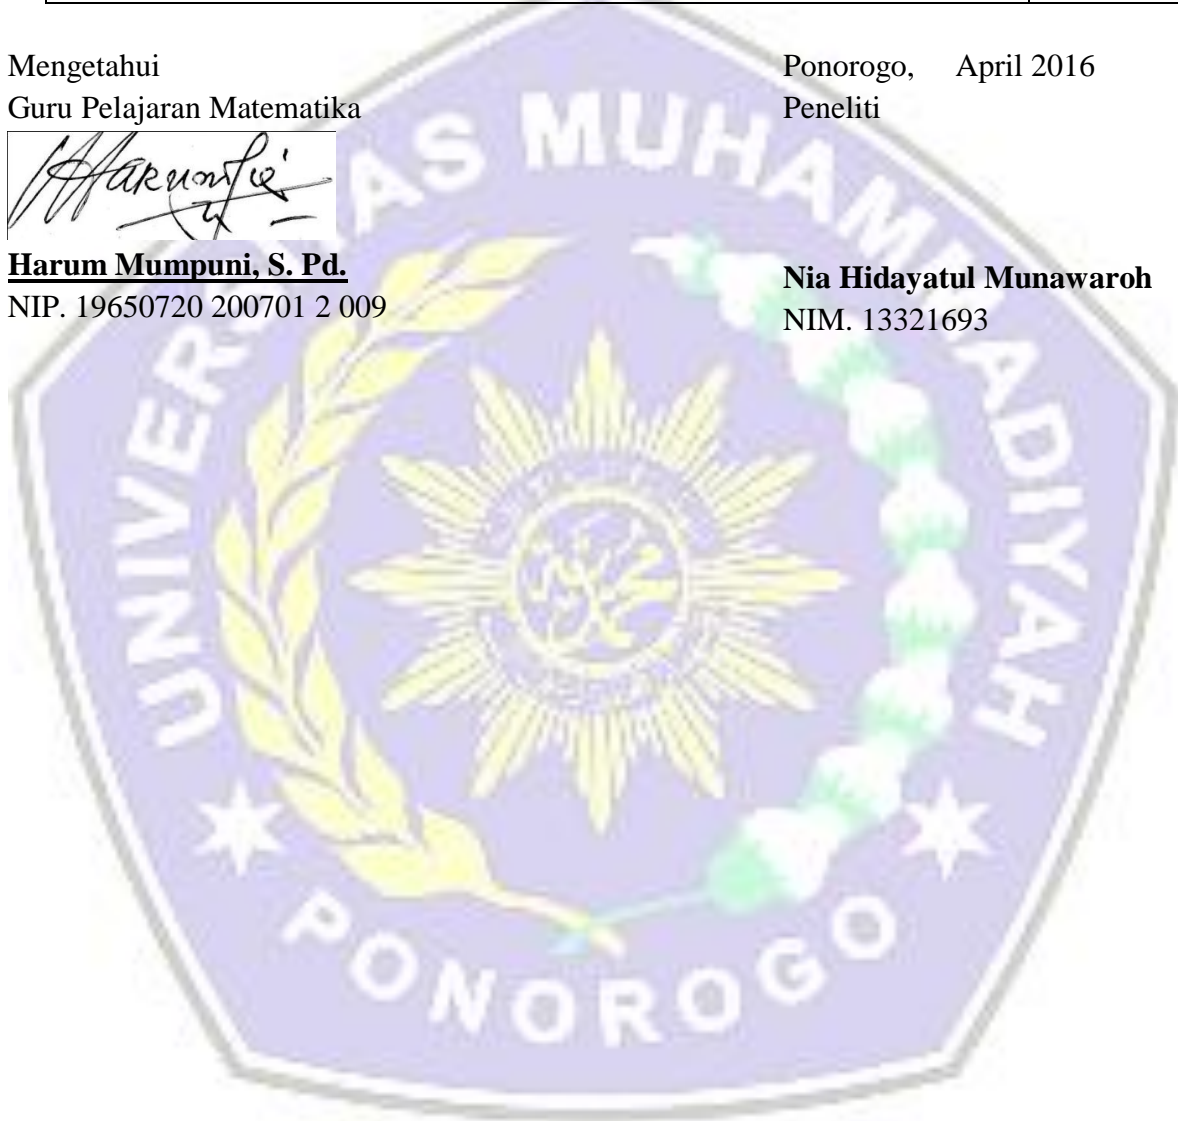 Mengetahui
Guru Pelajaran Matematika
Harum Mumpuni, S. Pd.
NIP. 19650720 200701 2 009
Ponorogo, April 2016
Peneliti
Nia Hidayatul Munawaroh
NIM. 13321693
UNIVERSITAS MUHAMMADIYAH
PONOROGO